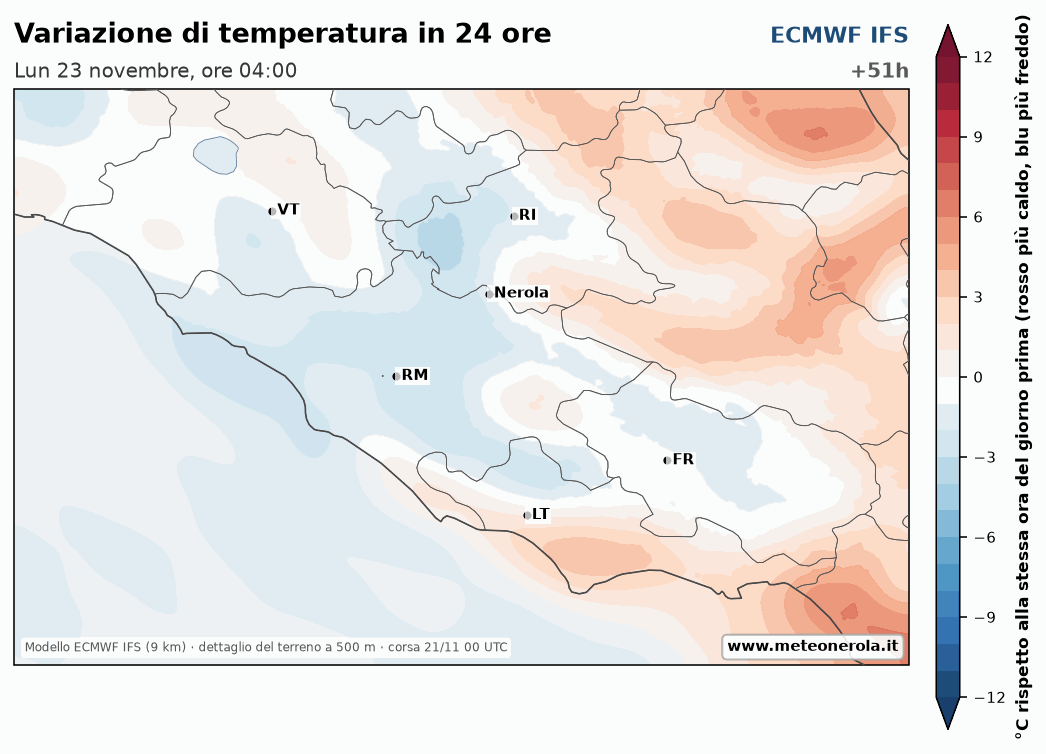 Variazione di temperatura in 24 ore
ECMWF IFS
Lun 23 novembre, ore 04:00
+51h
VT
RI
Nerola
RM
FR
LT
Modello ECMWF IFS (9 km) · dettaglio del terreno a 500 m · corsa 21/11 00 UTC
www.meteonerola.it
12
9
6
3
0
−3
−6
−9
−12
°C rispetto alla stessa ora del giorno prima (rosso più caldo, blu più freddo)